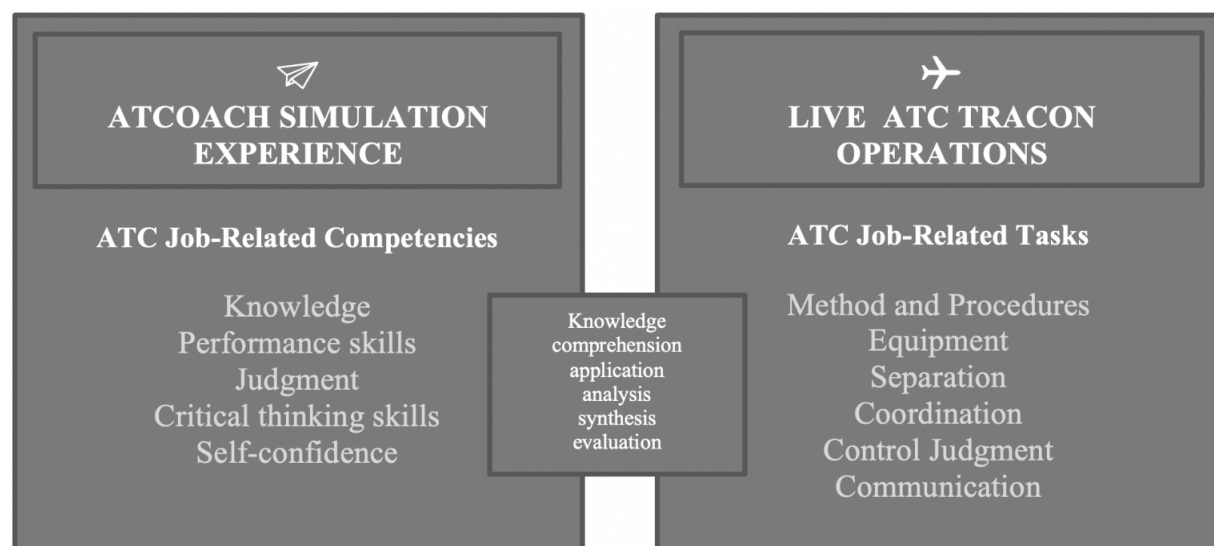 ATCOACH SIMULATION
EXPERIENCE
ATC Job-Related Competencies
Knowledge
Performance skills
Judgment
Critical thinking skills
Self-confidence
Knowledge
comprehension
application
analysis
synthesis
evaluation
LIVE ATC TRACON
OPERATIONS
ATC Job-Related Tasks
Method and Procedures
Equipment
Separation
Coordination
Control Judgment
Communication